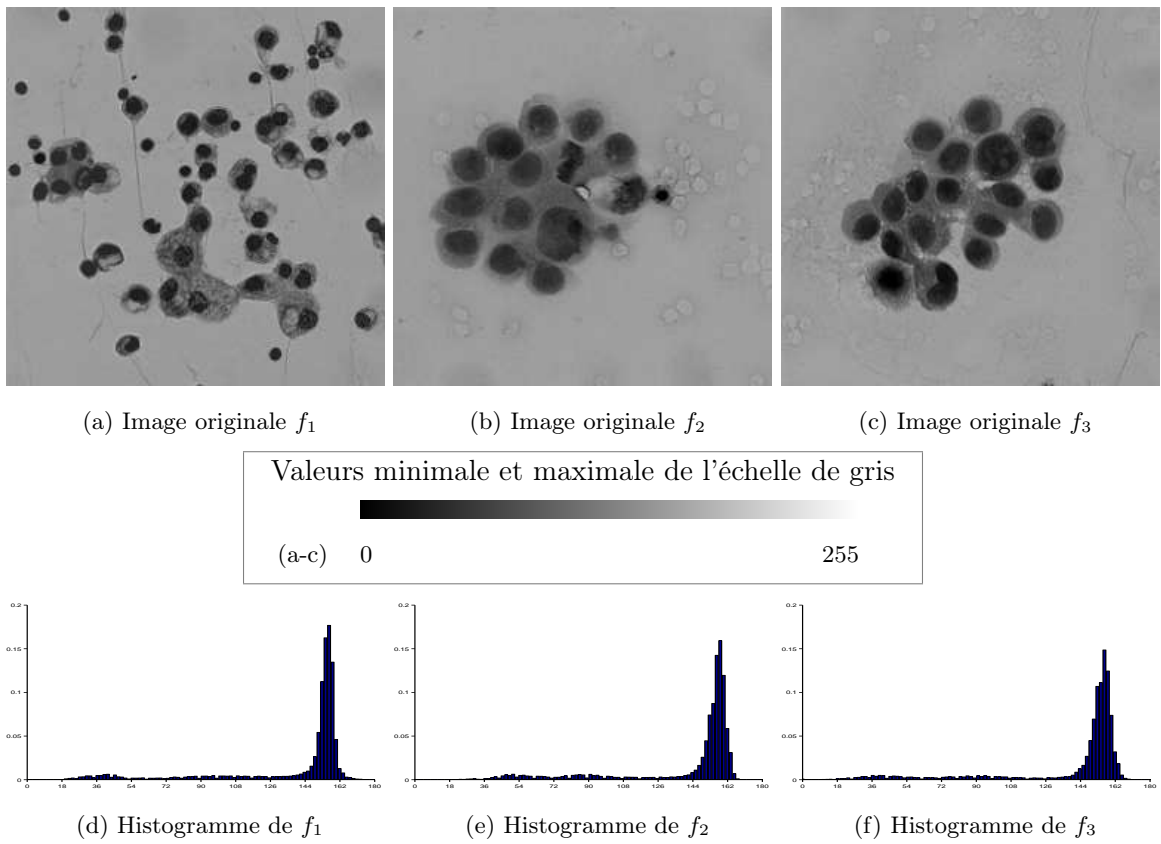 (a) Image originale f1
(b) Image originale f2
(c) Image originale f3
Valeurs minimale et maximale de l'échelle de gris
(a-c) 0 255
0.2
0.15
0.1
0.05
0
0 18 36 54 72 90 108 126 144 162 180
0.2
0.15
0.1
0.05
0
0 18 36 54 72 90 108 126 144 162 180
0.2
0.15
0.1
0.05
0
0 18 36 54 72 90 108 126 144 162 180
(d) Histogramme de f1
(e) Histogramme de f2
(f) Histogramme de f3